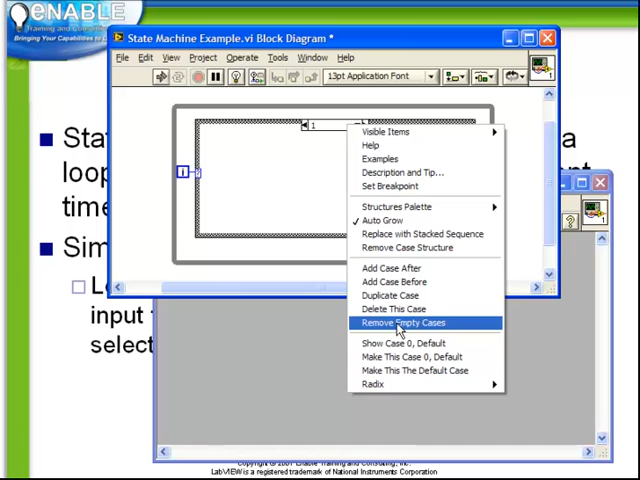 eNABLE
Training and Consulting, Inc.
Bringing Your Capabilities to
State Machine Example.vi Block Diagram *
File Edit View Project Operate Tools Window Help
13pt Application Font
1
i
?
Visible Items
Help
Examples
Description and Tip...
Set Breakpoint
Structures Palette
Auto Grow
Replace with Stacked Sequence
Remove Case Structure
Add Case After
Add Case Before
Duplicate Case
Delete This Case
Remove Empty Cases
Show Case 0, Default
Make This Case 0, Default
Make This The Default Case
Radix
Stat
a
loop
time
Sim
L
input
select
?
Copyright © 2007 Enable Training and Consulting, Inc.
LabVIEW is a registered trademark of National Instruments Corporation